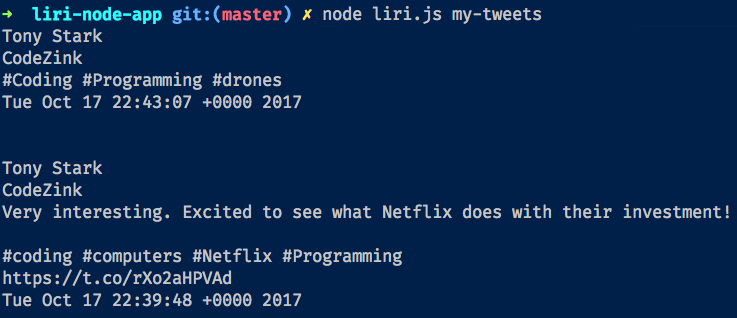 ➜ liri-node-app git:(master) ✗ node liri.js my-tweets
Tony Stark
CodeZink
#Coding #Programming #drones
Tue Oct 17 22:43:07 +0000 2017
Tony Stark
CodeZink
Very interesting. Excited to see what Netflix does with their investment!
#coding #computers #Netflix #Programming
https://t.co/rXo2aHPVAd
Tue Oct 17 22:39:48 +0000 2017